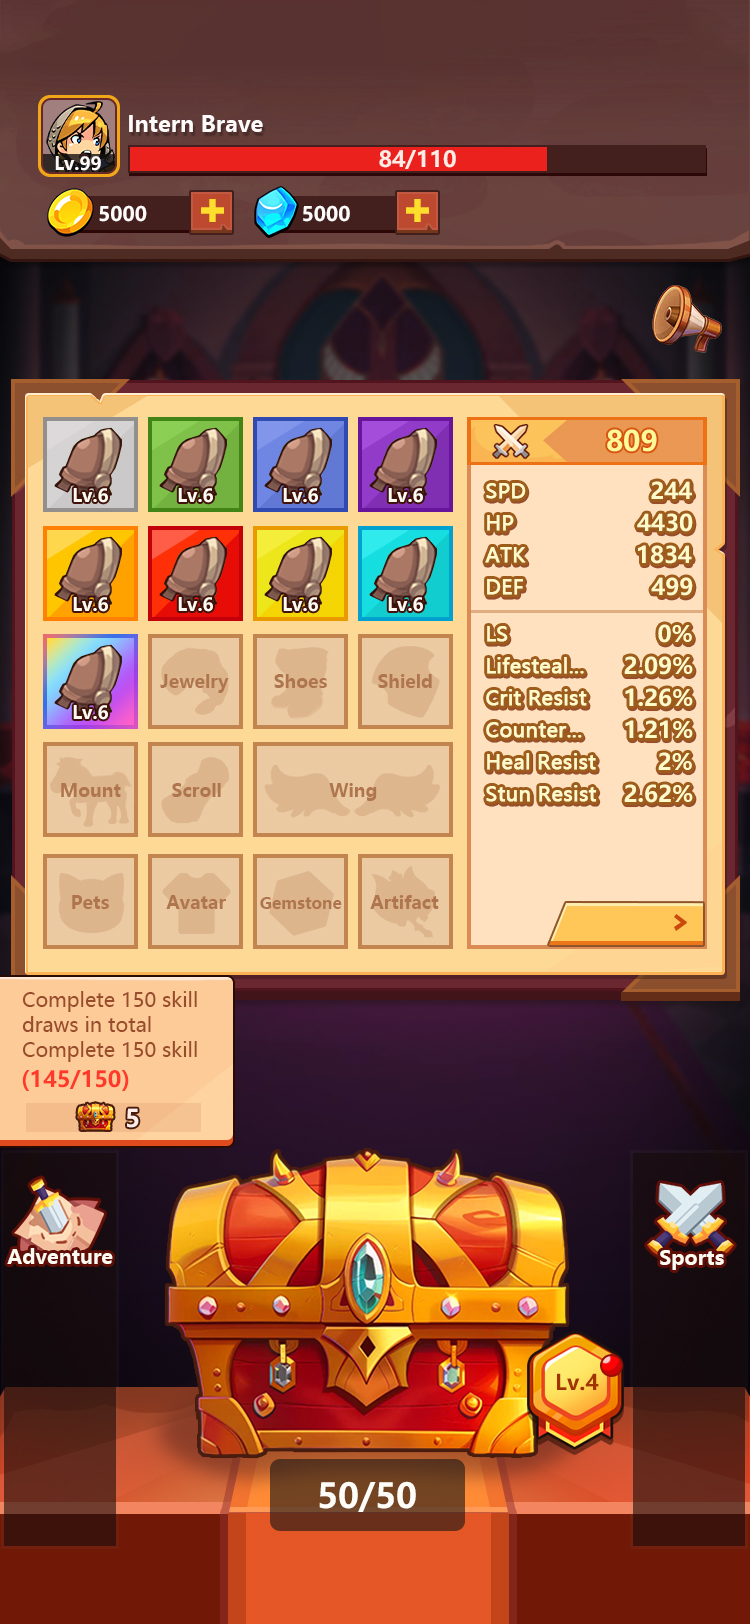 Intern Brave
Lv.99
84/110
5000
5000
Lv.6
Lv.6
Lv.6
Lv.6
Lv.6
Lv.6
Lv.6
Lv.6
Lv.6
Jewelry
Shoes
Shield
Mount
Scroll
Wing
Pets
Avatar
Gemstone
Artifact
809
SPD 244
HP 4430
ATK 1834
DEF 499
LS 0%
Lifesteal... 2.09%
Crit Resist 1.26%
Counter... 1.21%
Heal Resist 2%
Stun Resist 2.62%
>
Complete 150 skill
draws in total
Complete 150 skill
(145/150)
5
Adventure
Sports
Lv.4
50/50